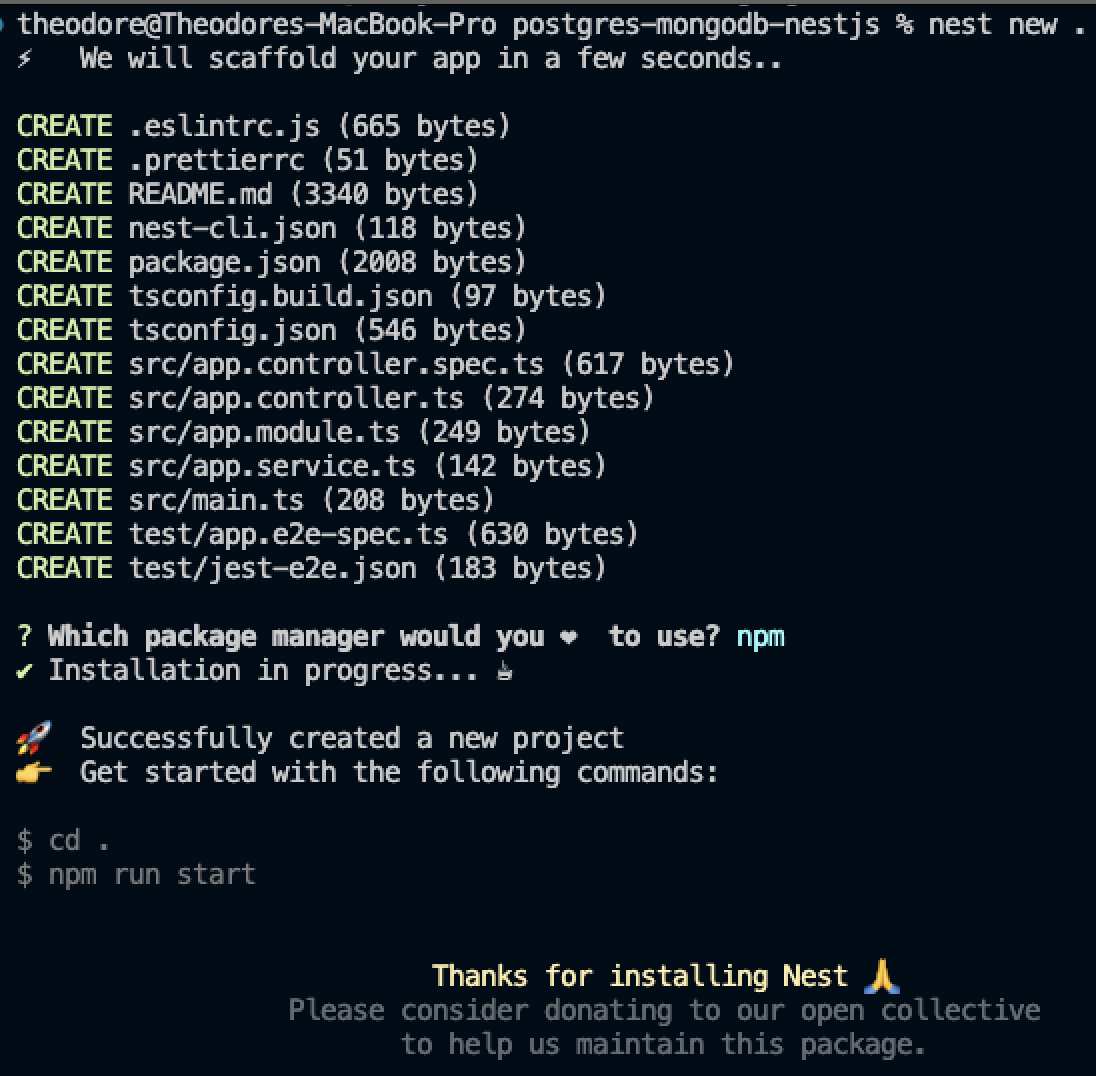 theodore@Theodores-MacBook-Pro postgres-mongodb-nestjs % nest new .
⚡ We will scaffold your app in a few seconds..
CREATE .eslintrc.js (665 bytes)
CREATE .prettierrc (51 bytes)
CREATE README.md (3340 bytes)
CREATE nest-cli.json (118 bytes)
CREATE package.json (2008 bytes)
CREATE tsconfig.build.json (97 bytes)
CREATE tsconfig.json (546 bytes)
CREATE src/app.controller.spec.ts (617 bytes)
CREATE src/app.controller.ts (274 bytes)
CREATE src/app.module.ts (249 bytes)
CREATE src/app.service.ts (142 bytes)
CREATE src/main.ts (208 bytes)
CREATE test/app.e2e-spec.ts (630 bytes)
CREATE test/jest-e2e.json (183 bytes)
? Which package manager would you ❤ to use? npm
✔ Installation in progress... ☕
🚀 Successfully created a new project
👉 Get started with the following commands:
$ cd .
$ npm run start
Thanks for installing Nest 🙏
Please consider donating to our open collective
to help us maintain this package.